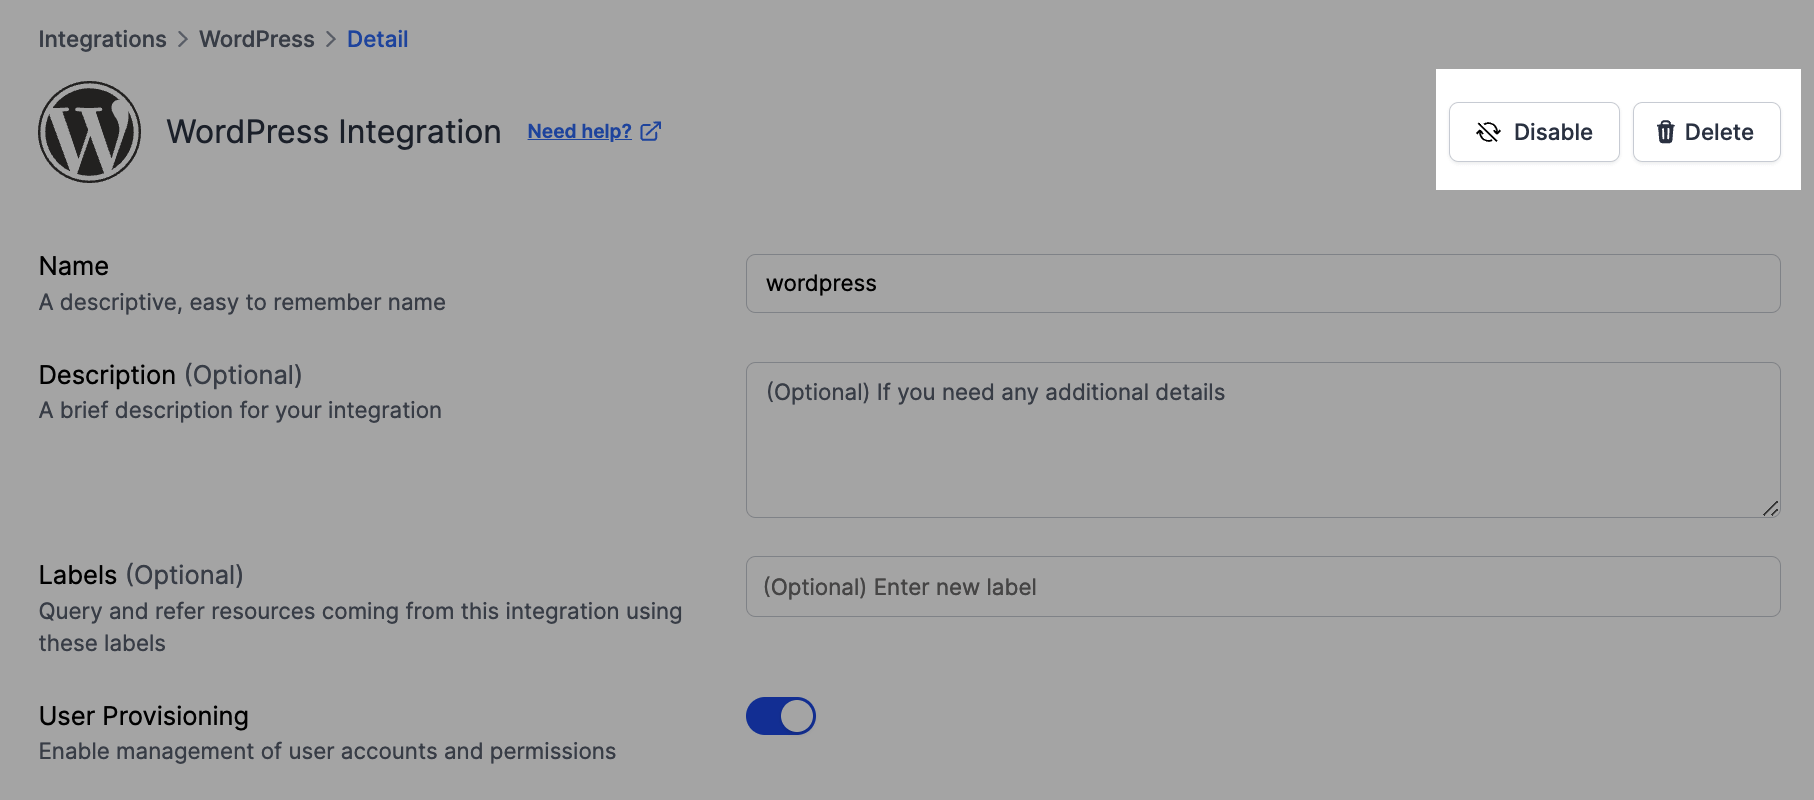 Integrations > WordPress > Detail
WordPress Integration Need help?
Disable Delete
Name
A descriptive, easy to remember name
wordpress
Description (Optional)
A brief description for your integration
(Optional) If you need any additional details
Labels (Optional)
Query and refer resources coming from this integration using
these labels
(Optional) Enter new label
User Provisioning
Enable management of user accounts and permissions